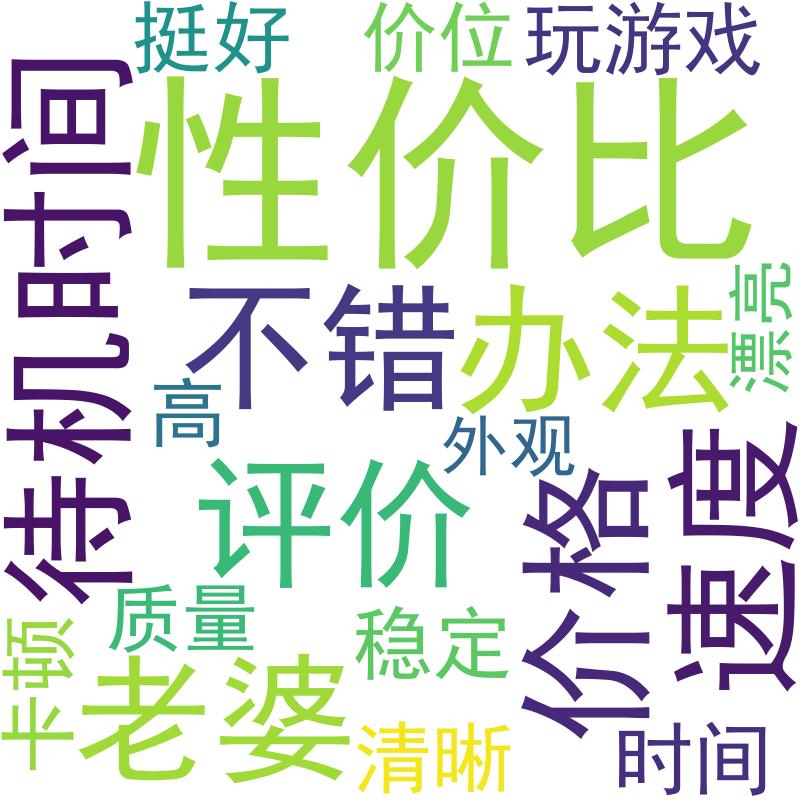 挺好
价位
玩游戏
性价比
待机时间
不错
办法
漂亮
高
外观
评价
价格
速度
质量
稳定
卡顿
老婆
清晰
时间